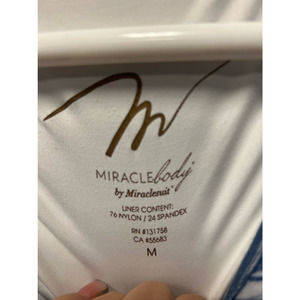 MIRACLEbody
by Miraclesuit®
LINER CONTENT:
76 NYLON / 24 SPANDEX
RN #131758
CA #55683
M